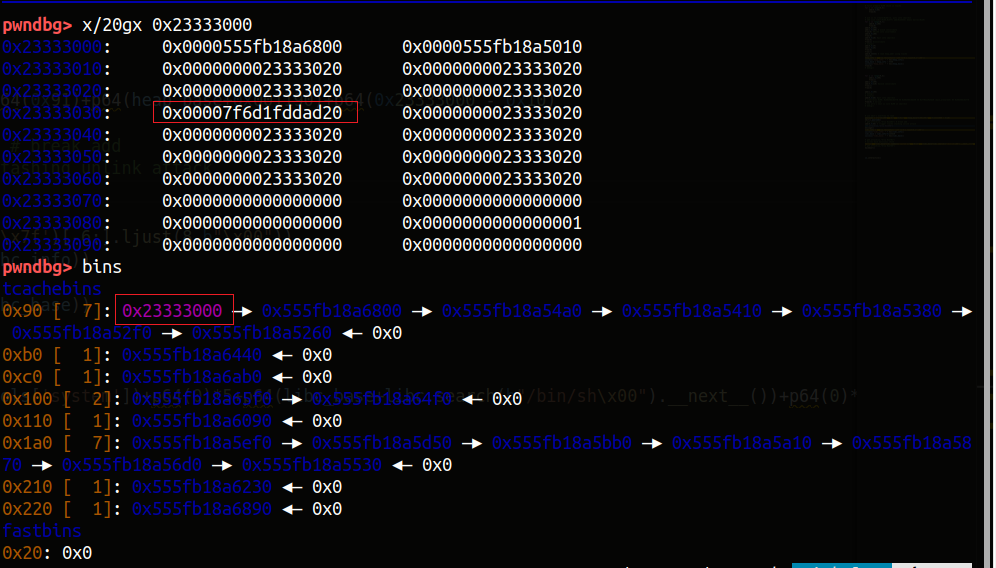 pwndbg> x/20gx 0x23333000
0x23333000: 0x0000555fb18a6800 0x0000555fb18a5010
0x23333010: 0x0000000023333020 0x0000000023333020
0x23333020: 0x0000000023333020 0x0000000023333020
0x23333030: 0x00007f6d1fddad20 0x0000000023333020
0x23333040: 0x0000000023333020 0x0000000023333020
0x23333050: 0x0000000023333020 0x0000000023333020
0x23333060: 0x0000000023333020 0x0000000023333020
0x23333070: 0x0000000000000000 0x0000000000000000
0x23333080: 0x0000000000000000 0x0000000000000001
0x23333090: 0x0000000000000000 0x0000000000000000
pwndbg> bins
tcachebins
0x90 [ 7]: 0x23333000 —▸ 0x555fb18a6800 —▸ 0x555fb18a54a0 —▸ 0x555fb18a5410 —▸ 0x555fb18a5380 —▸
0x555fb18a52f0 —▸ 0x555fb18a5260 ◂— 0x0
0xb0 [ 1]: 0x555fb18a6440 ◂— 0x0
0xc0 [ 1]: 0x555fb18a6ab0 ◂— 0x0
0x100 [ 2]: 0x555fb18a65f0 —▸ 0x555fb18a64f0 ◂— 0x0
0x110 [ 1]: 0x555fb18a6090 ◂— 0x0
0x1a0 [ 7]: 0x555fb18a5ef0 —▸ 0x555fb18a5d50 —▸ 0x555fb18a5bb0 —▸ 0x555fb18a5a10 —▸ 0x555fb18a58
70 —▸ 0x555fb18a56d0 —▸ 0x555fb18a5530 ◂— 0x0
0x210 [ 1]: 0x555fb18a6230 ◂— 0x0
0x220 [ 1]: 0x555fb18a6890 ◂— 0x0
fastbins
0x20: 0x0